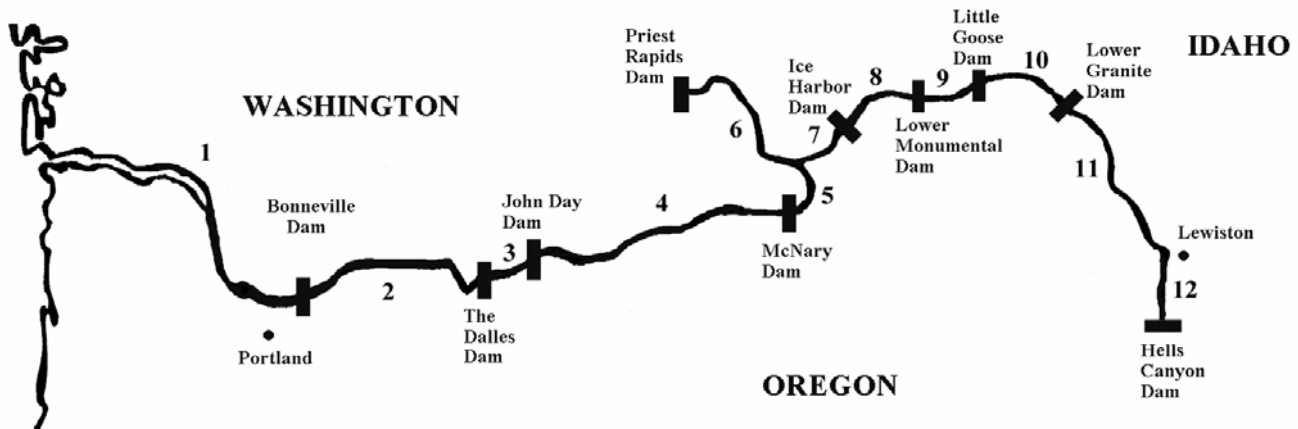 Priest
Rapids
Dam
Ice
Harbor
Dam
Little
Goose
Dam
Lower
Granite
Dam
IDAHO
WASHINGTON
Lower
Monumental
Dam
1
2
3
4
5
6
7
8
9
10
11
12
Bonneville
Dam
John Day
Dam
McNary
Dam
Lewiston
The
Dalles
Dam
Portland
OREGON
Hells
Canyon
Dam